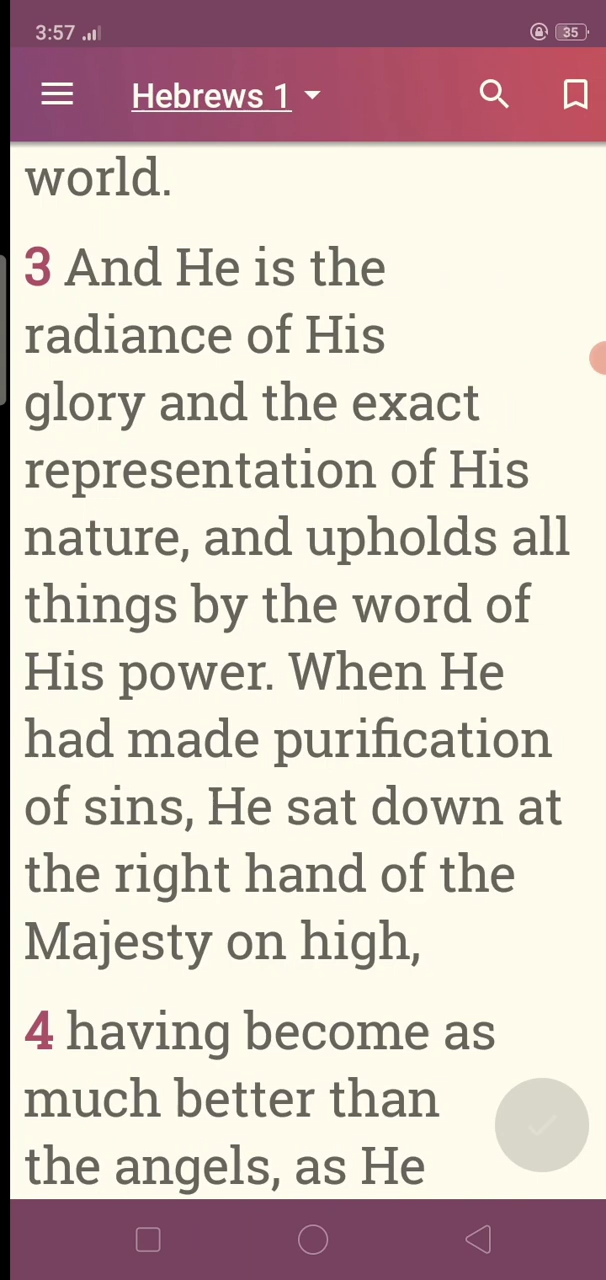 3:57
35
Hebrews 1
world.
3 And He is the
radiance of His
glory and the exact
representation of His
nature, and upholds all
things by the word of
His power. When He
had made purification
of sins, He sat down at
the right hand of the
Majesty on high,
4 having become as
much better than
the angels, as He